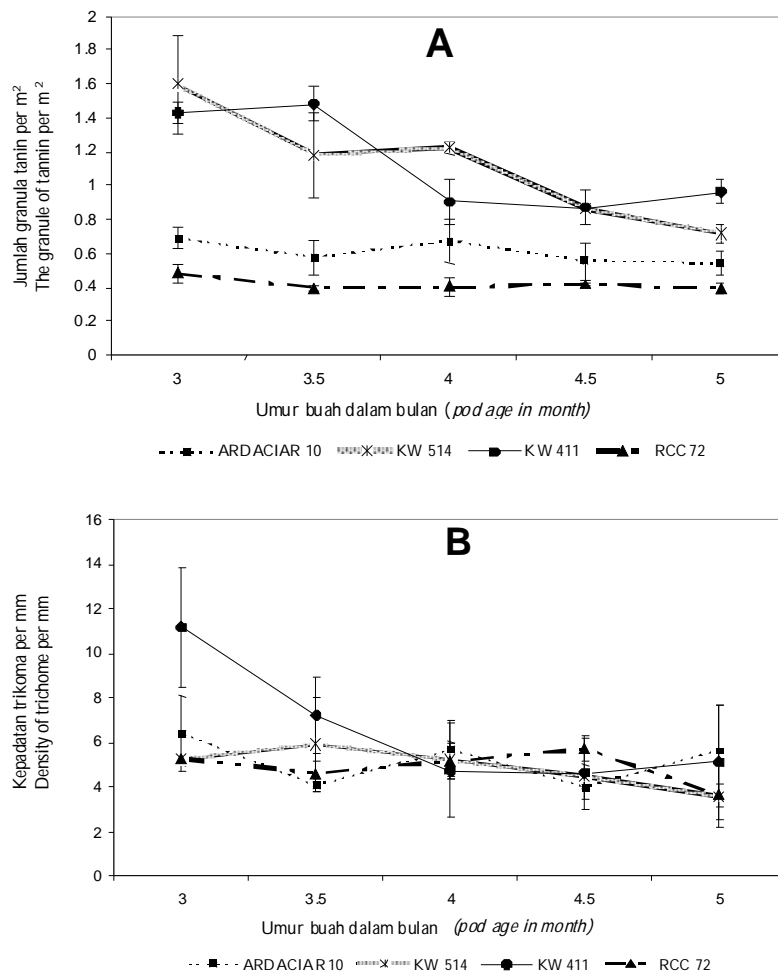 A
Jumlah granula tanin per m²
The granule of tannin per m²
2
1.8
1.6
1.4
1.2
1
0.8
0.6
0.4
0.2
0
3 3.5 4 4.5 5
Umur buah dalam bulan (pod age in month)
ARDACIAR 10 KW 514 KW 411 RCC 72
B
Kepadatan trikoma per mm
Density of trichome per mm
16
14
12
10
8
6
4
2
0
3 3.5 4 4.5 5
Umur buah dalam bulan (pod age in month)
ARDACIAR 10 KW 514 KW 411 RCC 72